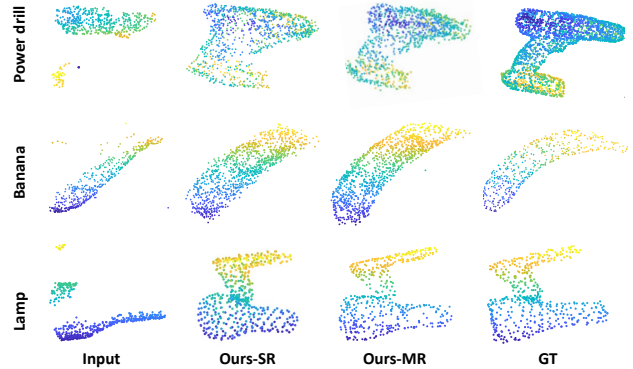 Power drill
Banana
Lamp
Input
Ours-SR
Ours-MR
GT